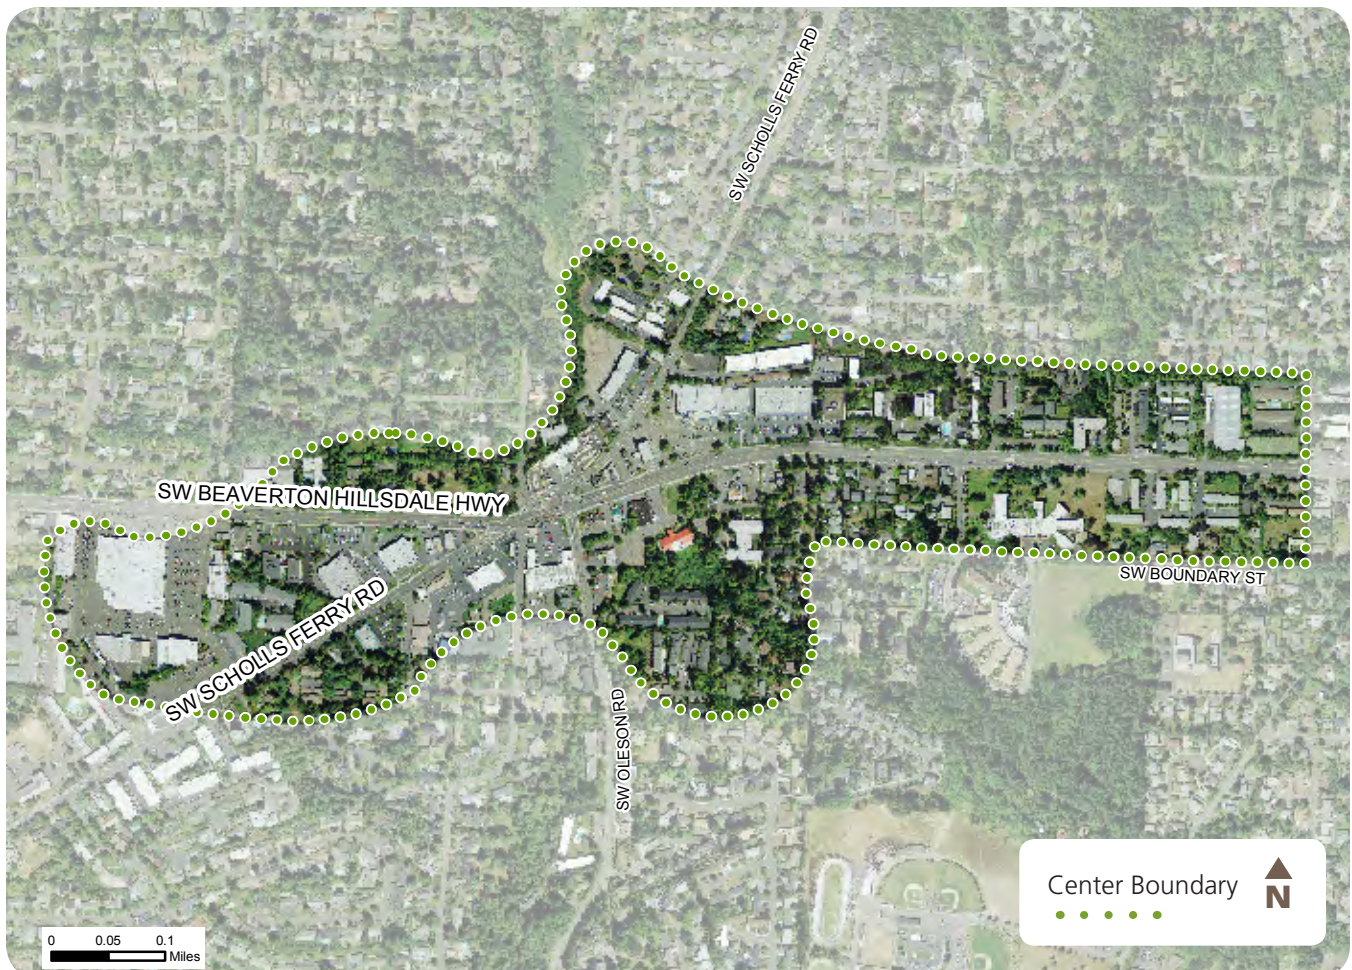 SW SCHOLLS FERRY RD
SW BEAVERTON HILLSDALE HWY
SW BOUNDARY ST
SW SCHOLLS FERRY RD
SW OLESON RD
Center Boundary
N
0 0.05 0.1
Miles